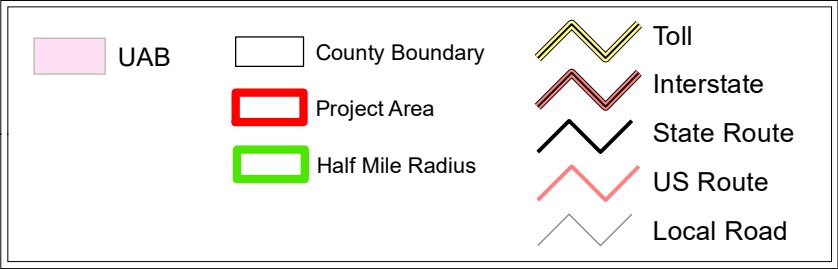 UAB
County Boundary
Project Area
Half Mile Radius
Toll
Interstate
State Route
US Route
Local Road